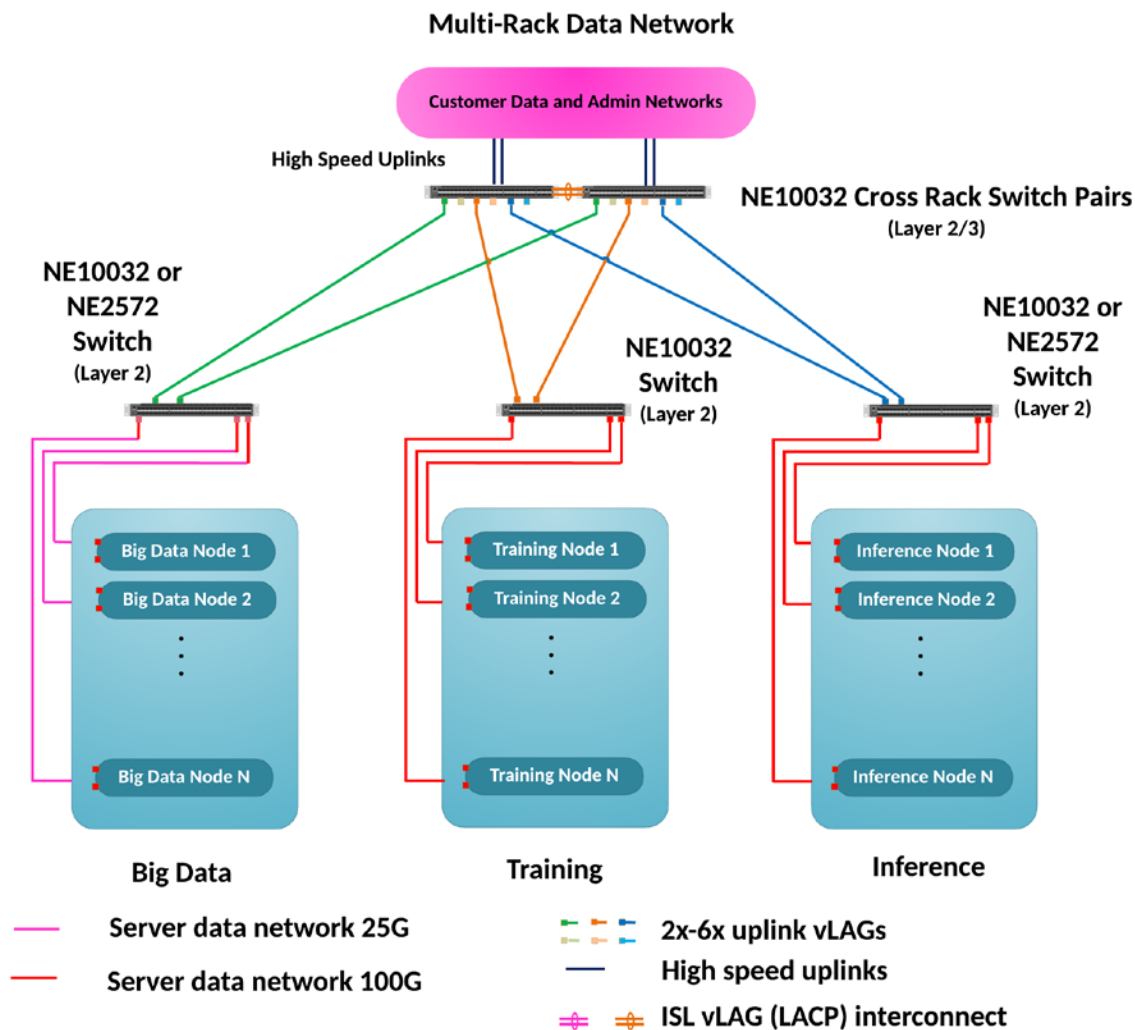 Multi-Rack Data Network
Customer Data and Admin Networks
High Speed Uplinks
NE10032 Cross Rack Switch Pairs
(Layer 2/3)
NE10032 or
NE2572
Switch
(Layer 2)
NE10032
Switch
(Layer 2)
NE10032 or
NE2572
Switch
(Layer 2)
Big Data Node 1
Big Data Node 2
Big Data Node N
Training Node 1
Training Node 2
Training Node N
Inference Node 1
Inference Node 2
Inference Node N
Big Data
Training
Inference
Server data network 25G
Server data network 100G
2x-6x uplink vLAGs
High speed uplinks
ISL vLAG (LACP) interconnect